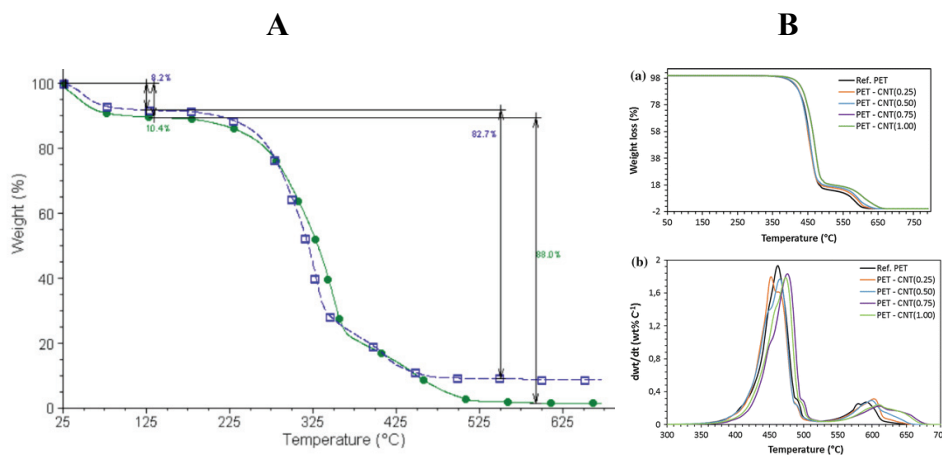 A
B
100
80
60
40
20
0
8.2%
10.4%
82.7%
88.0%
Weight (%)
25
125
225
325
425
525
625
Temperature (°C)
(a)
98
78
58
38
18
-2
Weight loss (%)
Ref. PET
PET - CNT(0.25)
PET - CNT(0.50)
PET - CNT(0.75)
PET - CNT(1.00)
50
150
250
350
450
550
650
750
Temperature (°C)
(b)
2
1,6
1,2
0,8
0,4
0
dwt/dt (wt% C⁻¹)
Ref. PET
PET - CNT(0.25)
PET - CNT(0.50)
PET - CNT(0.75)
PET - CNT(1.00)
300
400
500
600
700
Temperature (°C)